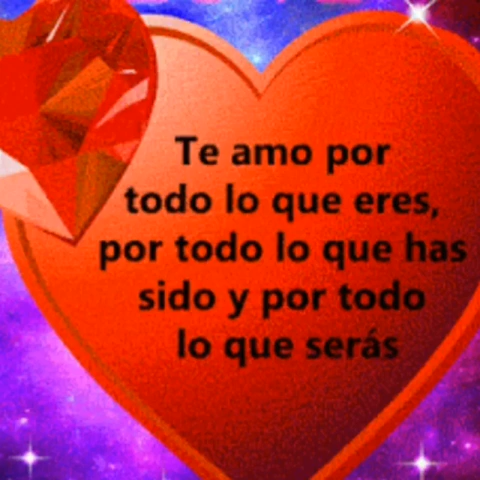 Te amo por
todo lo que eres,
por todo lo que has
sido y por todo
lo que serás